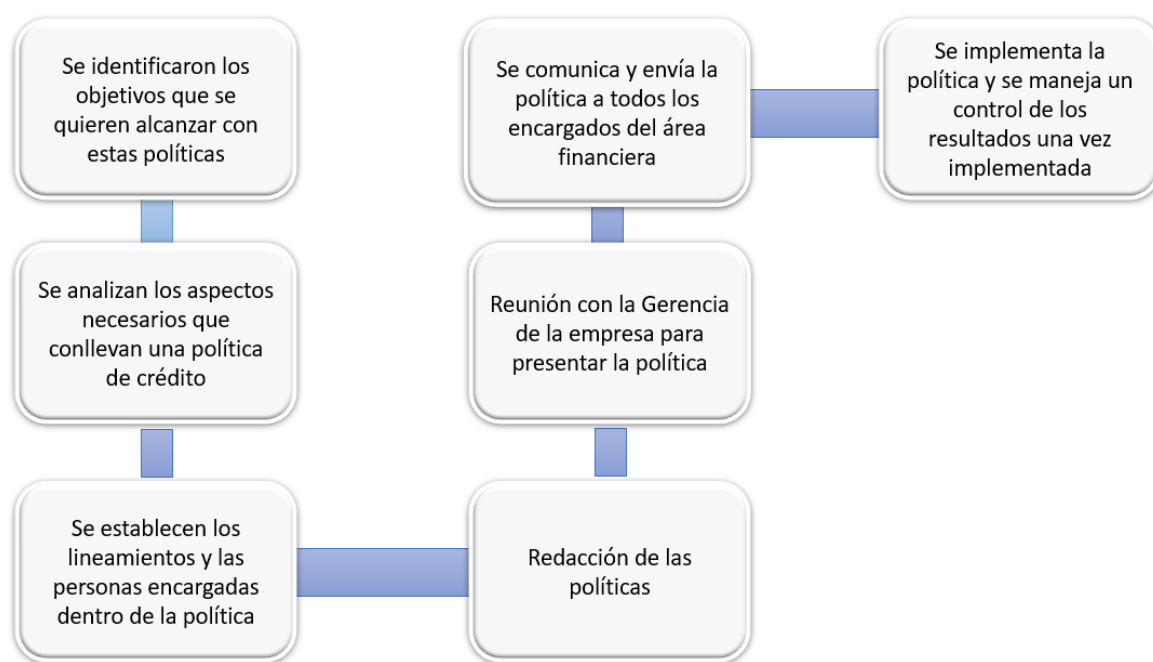 Se identificaron los
objetivos que se
quieren alcanzar con
estas políticas
Se analizan los aspectos
necesarios que
conllevan una política
de crédito
Se establecen los
lineamientos y las
personas encargadas
dentro de la política
Redacción de las
políticas
Reunión con la Gerencia
de la empresa para
presentar la política
Se comunica y envía la
política a todos los
encargados del área
financiera
Se implementa la
política y se maneja un
control de los
resultados una vez
implementada